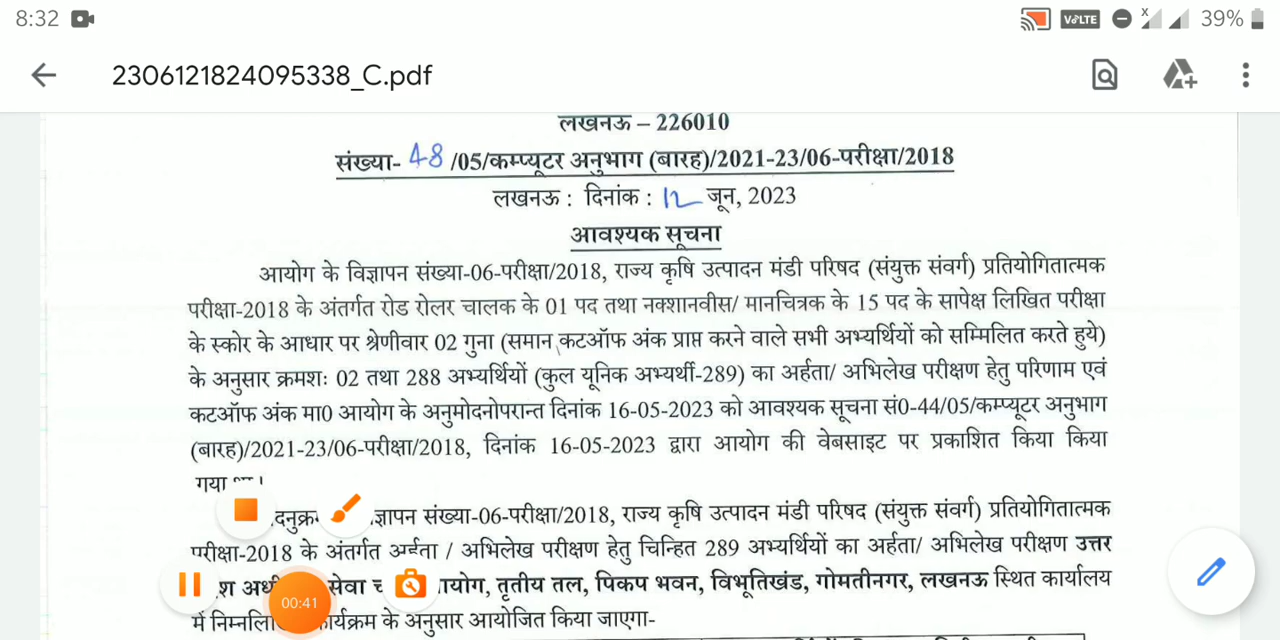 8:32 VoLTE x 39%
2306121824095338_C.pdf
लखनऊ – 226010
संख्या- 48 /05/कम्प्यूटर अनुभाग (बारह)/2021-23/06-परीक्षा/2018
लखनऊ : दिनांक : 12 जून, 2023
आवश्यक सूचना
आयोग के विज्ञापन संख्या-06-परीक्षा/2018, राज्य कृषि उत्पादन मंडी परिषद (संयुक्त संवर्ग) प्रतियोगितात्मक
परीक्षा-2018 के अंतर्गत रोड रोलर चालक के 01 पद तथा नक्शानवीस/ मानचित्रक के 15 पद के सापेक्ष लिखित परीक्षा
के स्कोर के आधार पर श्रेणीवार 02 गुना (समान कटऑफ अंक प्राप्त करने वाले सभी अभ्यर्थियों को सम्मिलित करते हुये)
के अनुसार क्रमशः 02 तथा 288 अभ्यर्थियों (कुल यूनिक अभ्यर्थी-289) का अर्हता/ अभिलेख परीक्षण हेतु परिणाम एवं
कटऑफ अंक मा0 आयोग के अनुमोदनोपरान्त दिनांक 16-05-2023 को आवश्यक सूचना सं0-44/05/कम्प्यूटर अनुभाग
(बारह)/2021-23/06-परीक्षा/2018, दिनांक 16-05-2023 द्वारा आयोग की वेबसाइट पर प्रकाशित किया किया
गया
संख्या-06-परीक्षा/2018, राज्य कृषि उत्पादन मंडी परिषद (संयुक्त संवर्ग) प्रतियोगितात्मक
परीक्षा-2018 के अंतर्गत अर्हता / अभिलेख परीक्षण हेतु चिन्हित 289 अभ्यर्थियों का अर्हता/ अभिलेख परीक्षण उत्तर
सेवा तृतीय तल, पिकप भवन, विभूतिखंड, गोमतीनगर, लखनऊ स्थित कार्यालय
00:41
में के अनुसार आयोजित किया जाएगा-